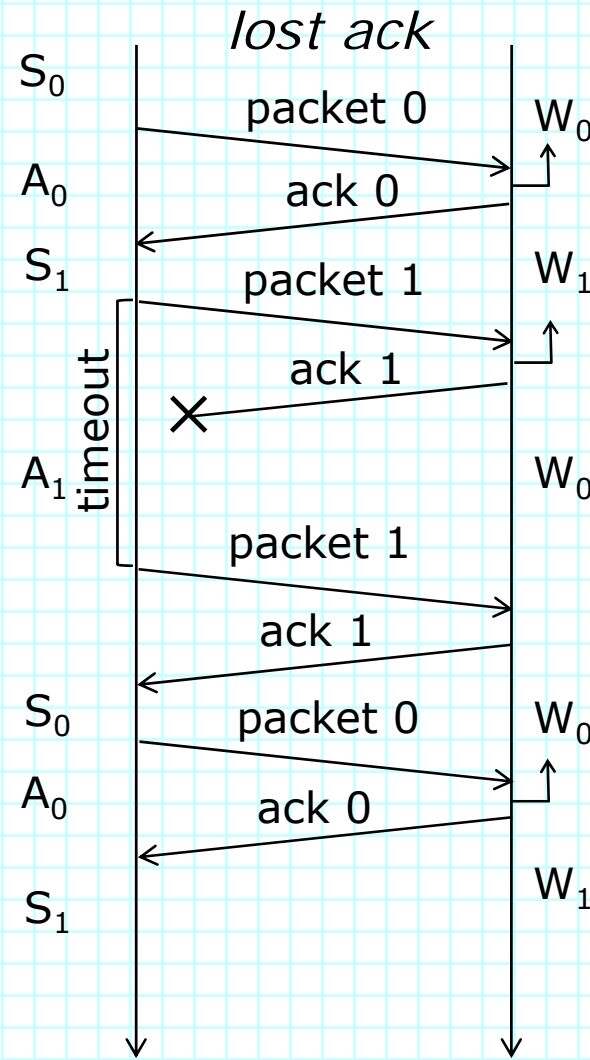 lost ack
S₀
packet 0
W₀
A₀
ack 0
S₁
packet 1
W₁
ack 1
timeout
A₁
W₀
packet 1
ack 1
S₀
packet 0
W₀
A₀
ack 0
S₁
W₁